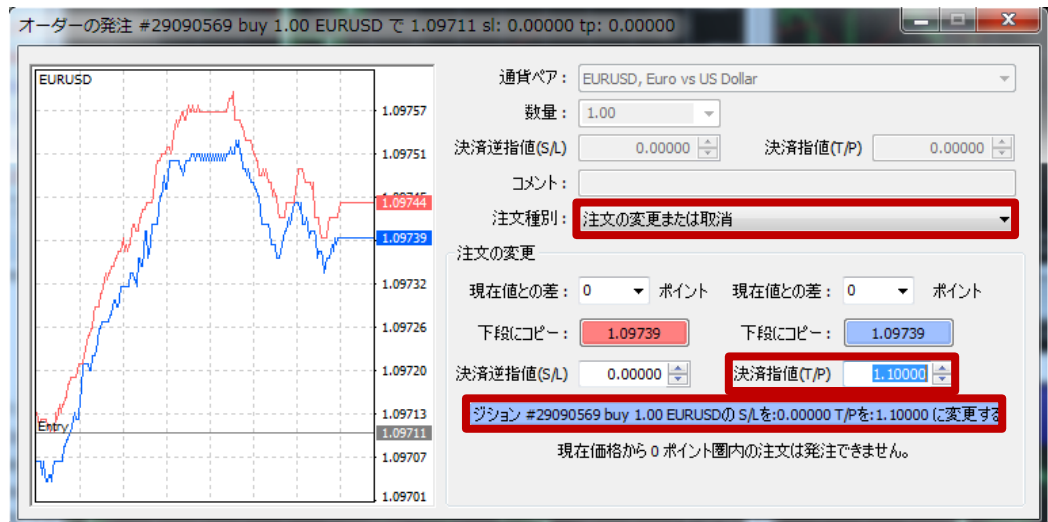 オーダーの発注 #29090569 buy 1.00 EURUSD で 1.09711 sl: 0.00000 tp: 0.00000
EURUSD
1.09757
1.09751
1.09745
1.09744
1.09739
1.09732
1.09726
1.09720
1.09713
Entry
1.09711
1.09707
1.09701
通貨ペア: EURUSD, Euro vs US Dollar
数量: 1.00
決済逆指値(S/L) 0.00000 決済指値(T/P) 0.00000
コメント:
注文種別: 注文の変更または取消
注文の変更
現在値との差: 0 ポイント 現在値との差: 0 ポイント
下段にコピー: 1.09739 下段にコピー: 1.09739
決済逆指値(S/L) 0.00000 決済指値(T/P) 1.10000
ジション #29090569 buy 1.00 EURUSDの S/Lを:0.00000 T/Pを:1.10000 に変更する
現在価格から 0 ポイント圏内の注文は発注できません。